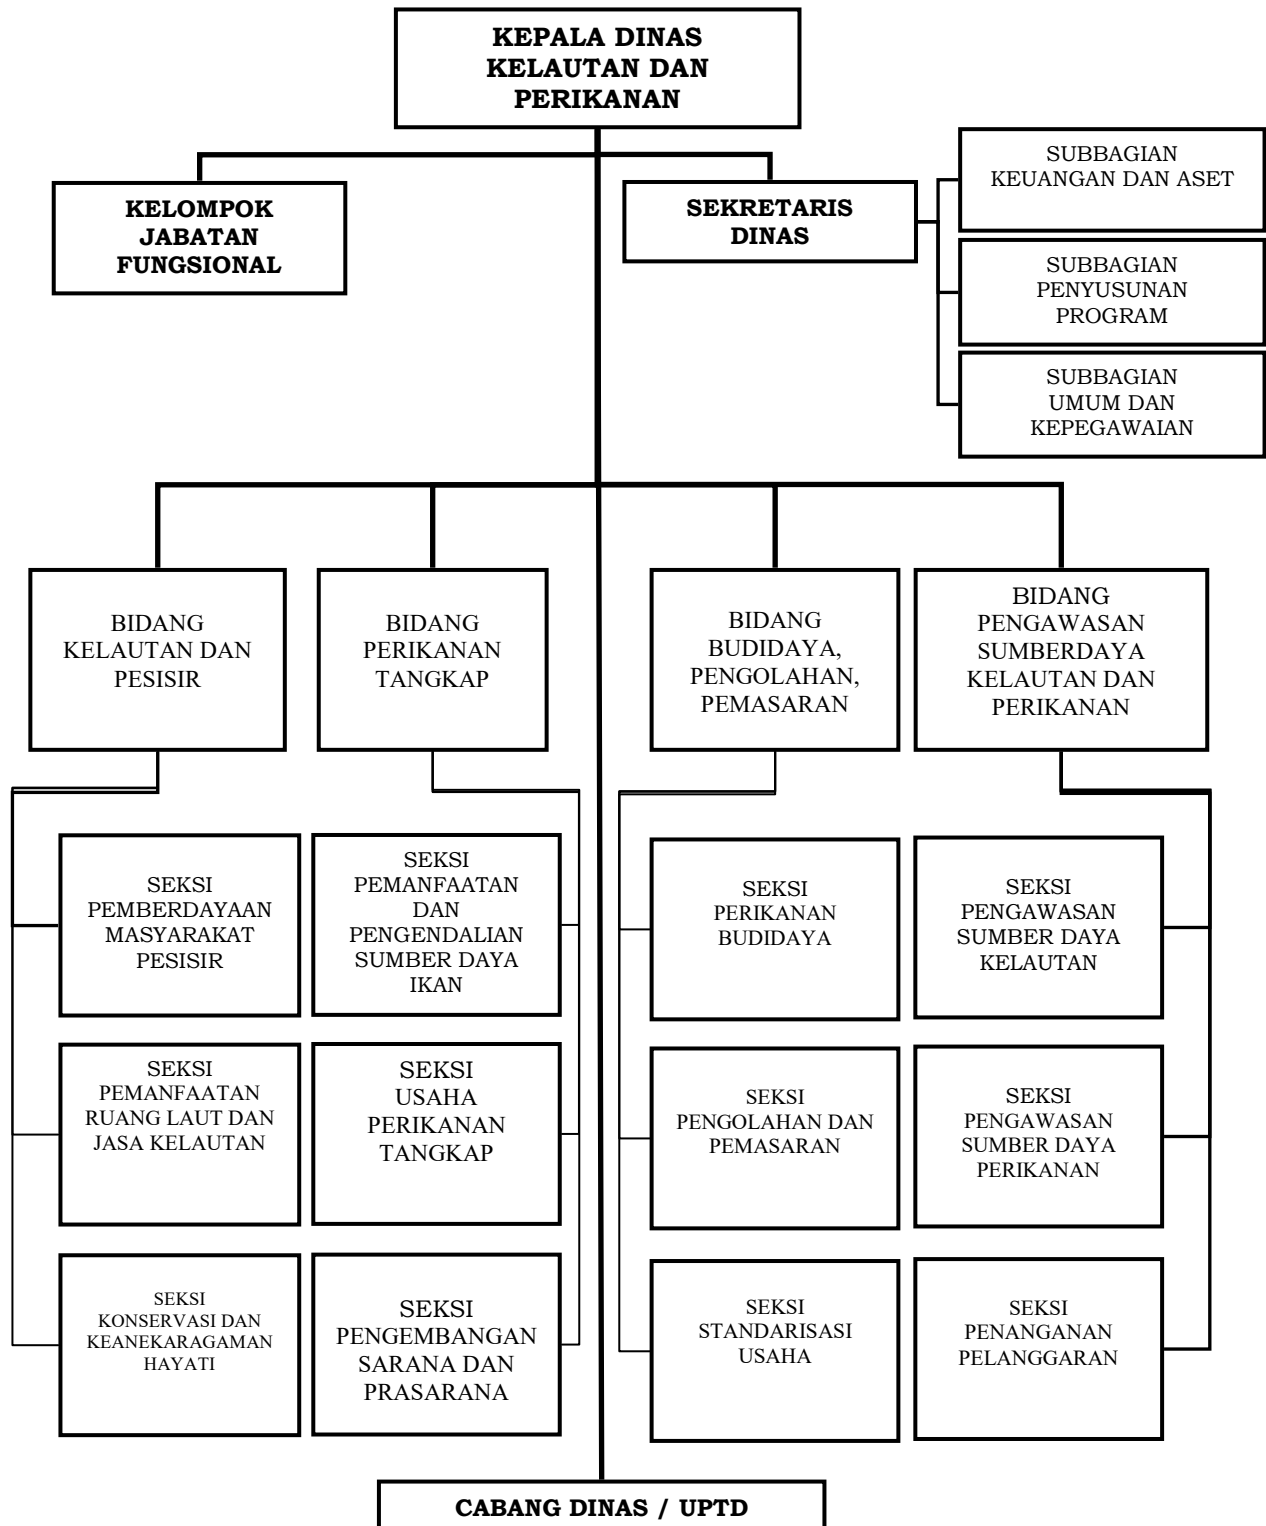 KEPALA DINAS
KELAUTAN DAN
PERIKANAN
KELOMPOK
JABATAN
FUNGSIONAL
SEKRETARIS
DINAS
SUBBAGIAN
KEUANGAN DAN ASET
SUBBAGIAN
PENYUSUNAN
PROGRAM
SUBBAGIAN
UMUM DAN
KEPEGAWAIAN
BIDANG
KELAUTAN DAN
PESISIR
BIDANG
PERIKANAN
TANGKAP
BIDANG
BUDIDAYA,
PENGOLAHAN,
PEMASARAN
BIDANG
PENGAWASAN
SUMBERDAYA
KELAUTAN DAN
PERIKANAN
SEKSI
PEMBERDAYAAN
MASYARAKAT
PESISIR
SEKSI
PEMANFAATAN
DAN
PENGENDALIAN
SUMBER DAYA
IKAN
SEKSI
PERIKANAN
BUDIDAYA
SEKSI
PENGAWASAN
SUMBER DAYA
KELAUTAN
SEKSI
PEMANFAATAN
RUANG LAUT DAN
JASA KELAUTAN
SEKSI
USAHA
PERIKANAN
TANGKAP
SEKSI
PENGOLAHAN DAN
PEMASARAN
SEKSI
PENGAWASAN
SUMBER DAYA
PERIKANAN
SEKSI
KONSERVASI DAN
KEANEKARAGAMAN
HAYATI
SEKSI
PENGEMBANGAN
SARANA DAN
PRASARANA
SEKSI
STANDARISASI
USAHA
SEKSI
PENANGANAN
PELANGGARAN
CABANG DINAS / UPTD